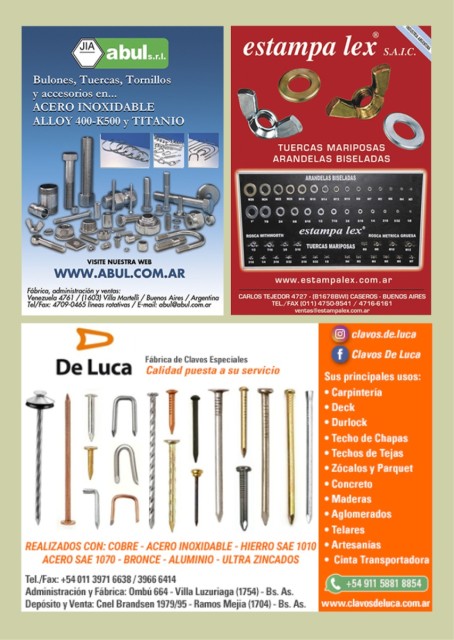 JIA
abul s.r.l.
Bulones, Tuercas, Tornillos
y accesorios en...
ACERO INOXIDABLE
ALLOY 400-K500 y TITANIO
VISITE NUESTRA WEB
WWW.ABUL.COM.AR
Fábrica, administración y ventas:
Venezuela 4761 / (1603) Villa Martelli / Buenos Aires / Argentina
Tel/Fax: 4709-0465 líneas rotativas / E-mail: abul@abul.com.ar
estampa lex® S.A.I.C.
TUERCAS MARIPOSAS
ARANDELAS BISELADAS
ARANDELAS BISELADAS
estampa lex®
ROSCA WITHWORTH
ROSCA METRICA GRUESA
TUERCAS MARIPOSAS
www.estampalex.com.ar
CARLOS TEJEDOR 4727 - (B1678BWI) CASEROS - BUENOS AIRES
TEL./FAX (011) 4750-9541 / 4716-6161
ventas@estampalex.com.ar
De Luca
Fábrica de Clavos Especiales
Calidad puesta a su servicio
REALIZADOS CON: COBRE - ACERO INOXIDABLE - HIERRO SAE 1010
ACERO SAE 1070 - BRONCE - ALUMINIO - ULTRA ZINCADOS
Tel./Fax: +54 011 3971 6638 / 3966 6414
Administración y Fábrica: Ombú 664 - Villa Luzuriaga (1754) - Bs. As.
Depósito y Venta: Cnel Brandsen 1979/95 - Ramos Mejia (1704) - Bs. As.
clavos.de.luca
Clavos De Luca
Sus principales usos:
• Carpintería
• Deck
• Durlock
• Techo de Chapas
• Techos de Tejas
• Zócalos y Parquet
• Concreto
• Maderas
• Aglomerados
• Telares
• Artesanias
• Cinta Transportadora
+54 911 5881 8854
www.clavosdeluca.com.ar